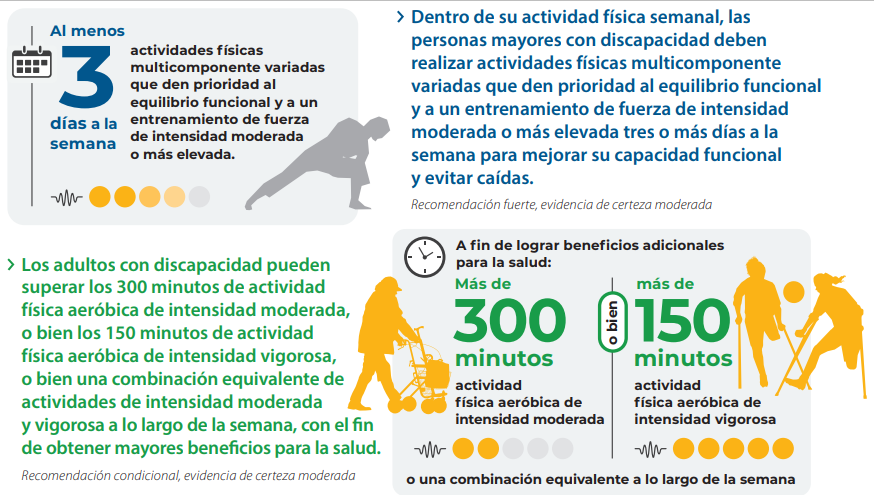 Al menos
3
días a la
semana
actividades físicas
multicomponente variadas
que den prioridad al
equilibrio funcional y a un
entrenamiento de fuerza
de intensidad moderada
o más elevada.
> Dentro de su actividad física semanal, las
personas mayores con discapacidad deben
realizar actividades físicas multicomponente
variadas que den prioridad al equilibrio funcional
y a un entrenamiento de fuerza de intensidad
moderada o más elevada tres o más días a la
semana para mejorar su capacidad funcional
y evitar caídas.
Recomendación fuerte, evidencia de certeza moderada
> Los adultos con discapacidad pueden
superar los 300 minutos de actividad
física aeróbica de intensidad moderada,
o bien los 150 minutos de actividad
física aeróbica de intensidad vigorosa,
o bien una combinación equivalente de
actividades de intensidad moderada
y vigorosa a lo largo de la semana, con el fin
de obtener mayores beneficios para la salud.
Recomendación condicional, evidencia de certeza moderada
A fin de lograr beneficios adicionales
para la salud:
Más de
300
minutos
actividad
física aeróbica de
intensidad moderada
o bien
más de
150
minutos
actividad
física aeróbica de
intensidad vigorosa
o una combinación equivalente a lo largo de la semana